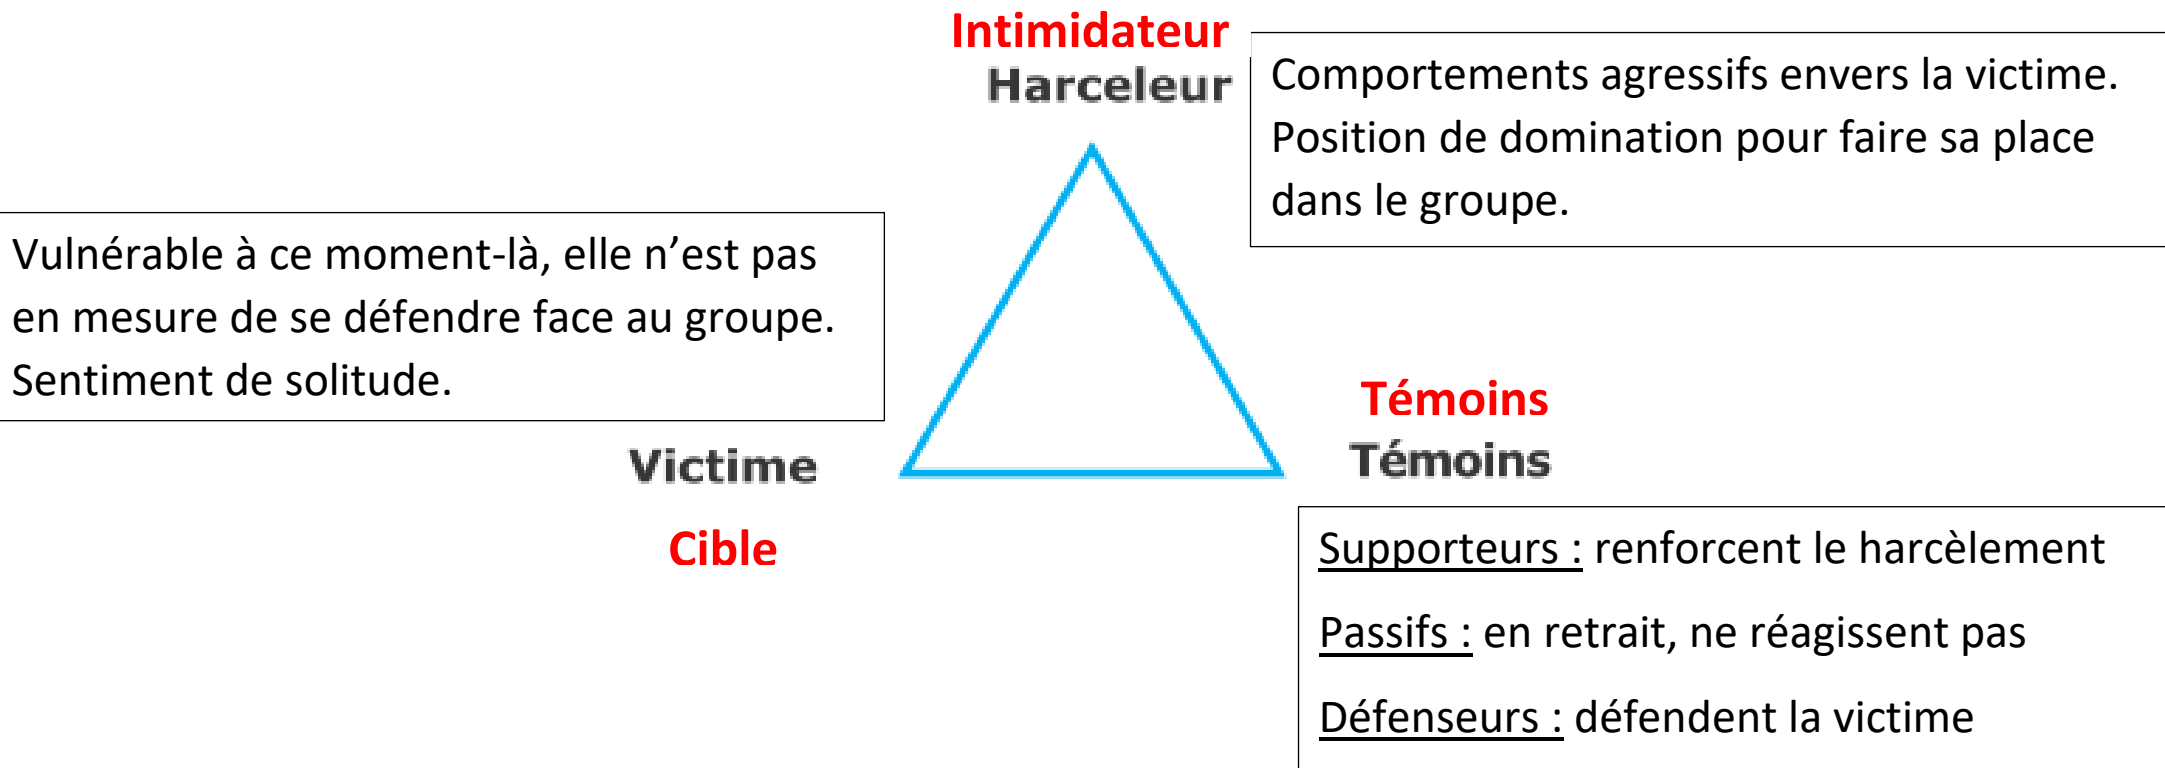 Intimidateur
Harceleur
Comportements agressifs envers la victime.
Position de domination pour faire sa place
dans le groupe.
Vulnérable à ce moment-là, elle n’est pas
en mesure de se défendre face au groupe.
Sentiment de solitude.
Témoins
Témoins
Victime
Cible
Supporteurs : renforcent le harcèlement
Passifs : en retrait, ne réagissent pas
Défenseurs : défendent la victime